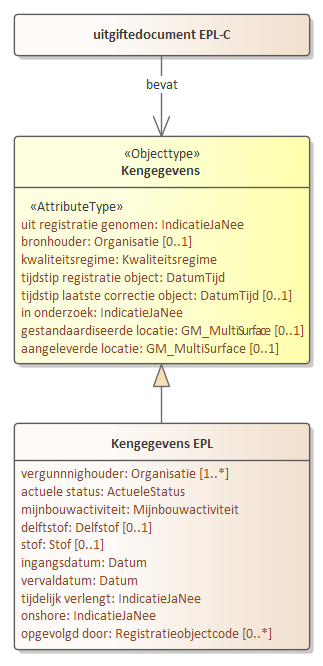 uitgiftedocument EPL-C
bevat
«Objecttype»
Kengegevens
«AttributeType»
uit registratie genomen: IndicatieJaNee
bronhouder: Organisatie [0..1]
kwaliteitsregime: Kwaliteitsregime
tijdstip registratie object: DatumTijd
tijdstip laatste correctie object: DatumTijd [0..1]
in onderzoek: IndicatieJaNee
gestandaardiseerde locatie: GM_MultiSurface [0..1]
aangeleverde locatie: GM_MultiSurface [0..1]
Kengegevens EPL
vergunnnighouder: Organisatie [1..*]
actuele status: ActueleStatus
mijnbouwactiviteit: Mijnbouwactiviteit
delftstof: Delfstof [0..1]
stof: Stof [0..1]
ingangsdatum: Datum
vervaldatum: Datum
tijdelijk verlengt: IndicatieJaNee
onshore: IndicatieJaNee
opgevolgd door: Registratieobjectcode [0..*]